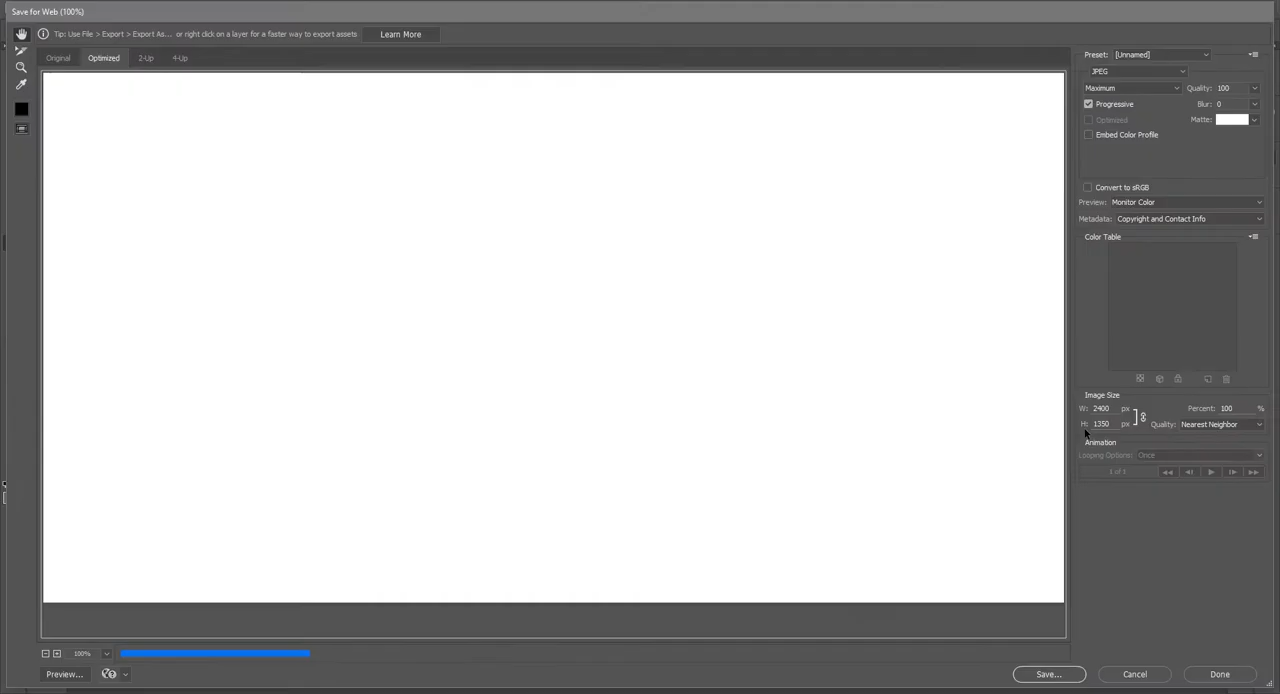 Save for Web (100%)
Tip: Use File > Export > Export As... or right click on a layer for a faster way to export assets
Learn More
Original
Optimized
2-Up
4-Up
Preset: [Unnamed]
JPEG
Maximum
Quality: 100
Progressive
Blur: 0
Optimized
Matte:
Embed Color Profile
Convert to sRGB
Preview: Monitor Color
Metadata: Copyright and Contact Info
Color Table
Image Size
W: 2400 px
Percent: 100 %
H: 1350 px
Quality: Nearest Neighbor
Animation
Looping Options: Once
1 of 1
100%
Preview...
Save...
Cancel
Done